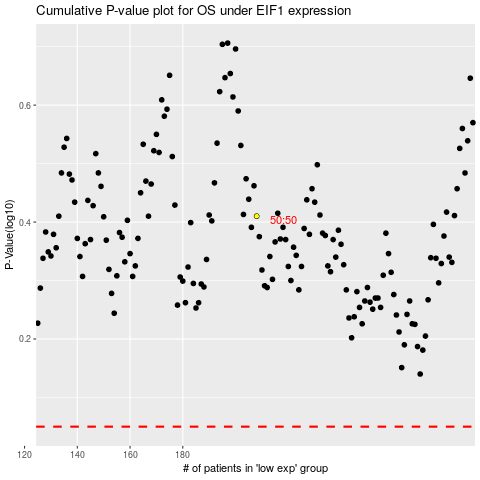 Cumulative P-value plot for OS under EIF1 expression
P-Value(log10)
0.6
0.4
0.2
50:50
120 140 160 180
# of patients in 'low exp' group